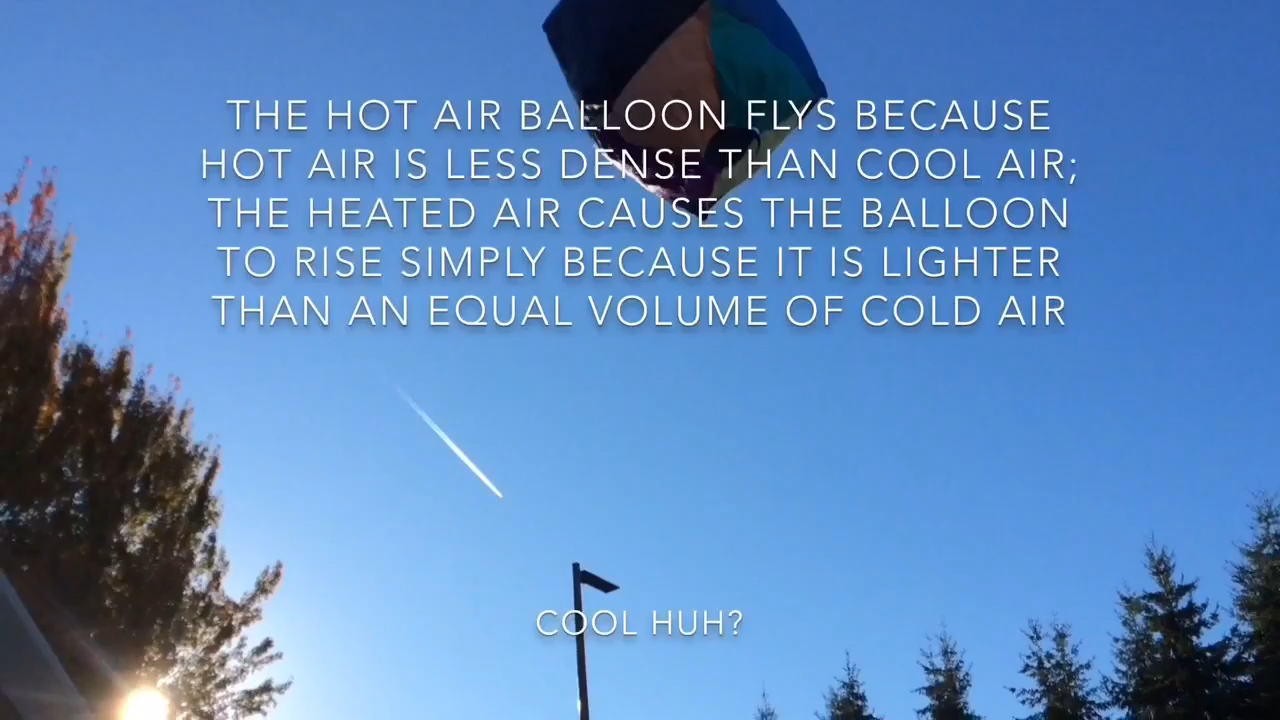 THE HOT AIR BALLOON FLYS BECAUSE
HOT AIR IS LESS DENSE THAN COOL AIR;
THE HEATED AIR CAUSES THE BALLOON
TO RISE SIMPLY BECAUSE IT IS LIGHTER
THAN AN EQUAL VOLUME OF COLD AIR
COOL HUH?